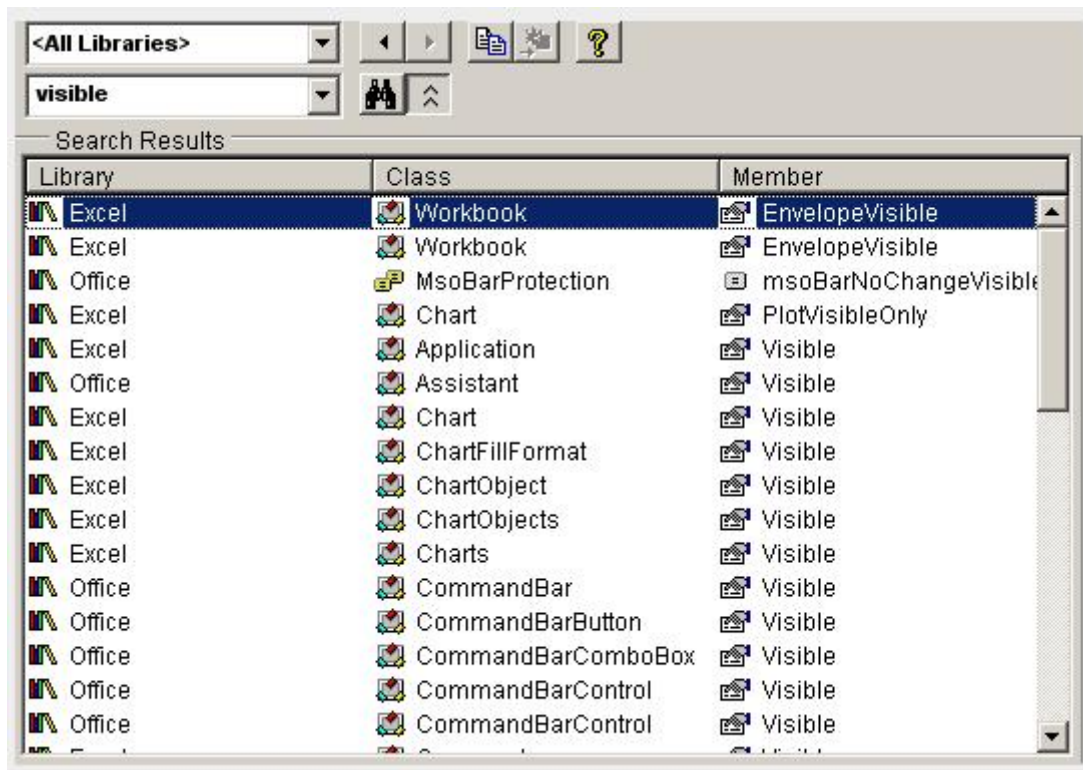 <All Libraries>
visible
Search Results
Library Class Member
Excel Workbook EnvelopeVisible
Excel Workbook EnvelopeVisible
Office MsoBarProtection msoBarNoChangeVisible
Excel Chart PlotVisibleOnly
Excel Application Visible
Office Assistant Visible
Excel Chart Visible
Excel ChartFillFormat Visible
Excel ChartObject Visible
Excel ChartObjects Visible
Excel Charts Visible
Office CommandBar Visible
Office CommandBarButton Visible
Office CommandBarComboBox Visible
Office CommandBarControl Visible
Office CommandBarControl Visible